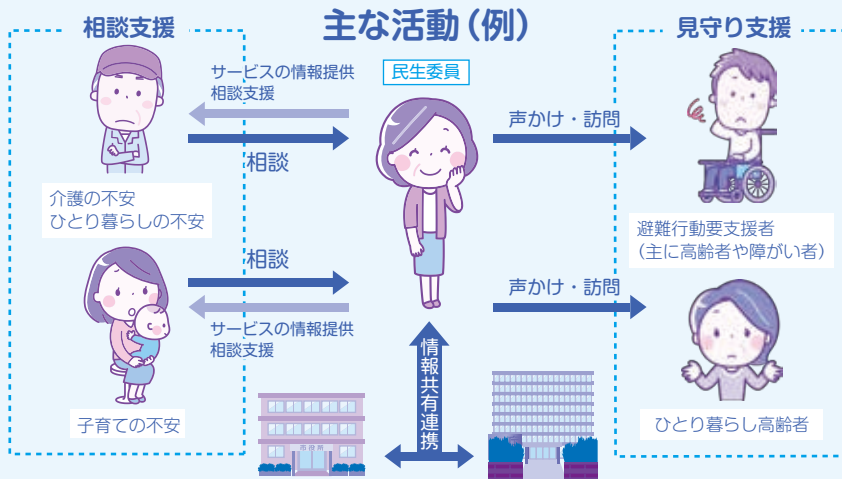 主な活動（例）
相談支援
サービスの情報提供
相談支援
相談
介護の不安
ひとり暮らしの不安
相談
サービスの情報提供
相談支援
子育ての不安
民生委員
情報共有連携
市役所
見守り支援
声かけ・訪問
避難行動要支援者
（主に高齢者や障がい者）
声かけ・訪問
ひとり暮らし高齢者